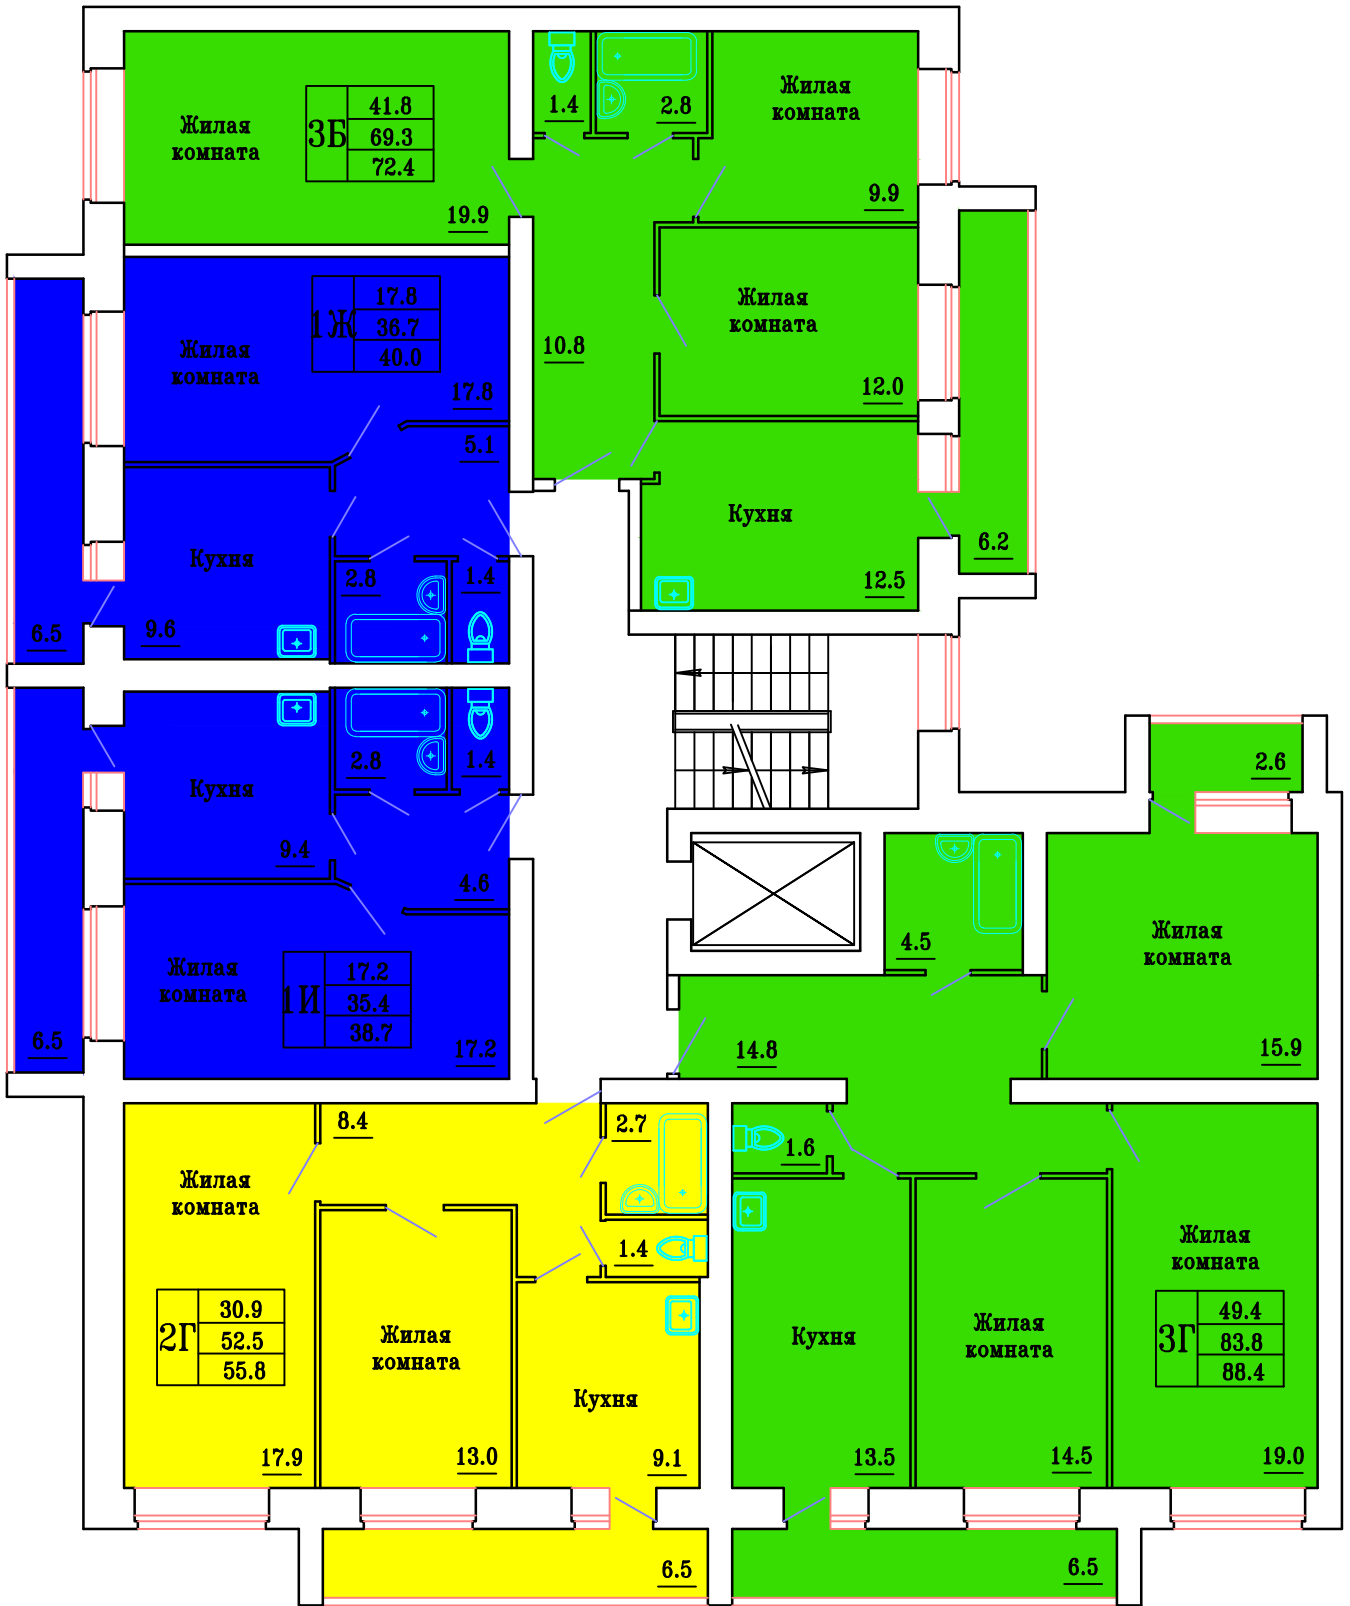 Жилая
комната
3Б
41.8
69.3
72.4
19.9
1.4
2.8
Жилая
комната
9.9
Жилая
комната
12.0
10.8
Кухня
12.5
6.2
1Ж
17.8
36.7
40.0
Жилая
комната
17.8
5.1
Кухня
9.6
2.8
1.4
6.5
Кухня
9.4
2.8
1.4
4.6
Жилая
комната
1И
17.2
35.4
38.7
17.2
6.5
2.6
4.5
Жилая
комната
15.9
14.8
8.4
2.7
1.4
Жилая
комната
2Г
30.9
52.5
55.8
17.9
Жилая
комната
13.0
Кухня
9.1
6.5
1.6
Кухня
13.5
Жилая
комната
14.5
Жилая
комната
3Г
49.4
83.8
88.4
19.0
6.5